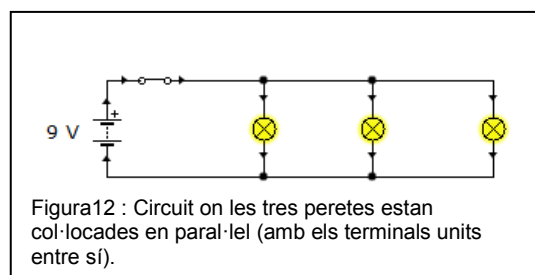 +
9 V
Figura12 : Circuit on les tres peretes estan
col·locades en paral·lel (amb els terminals units
entre sí).